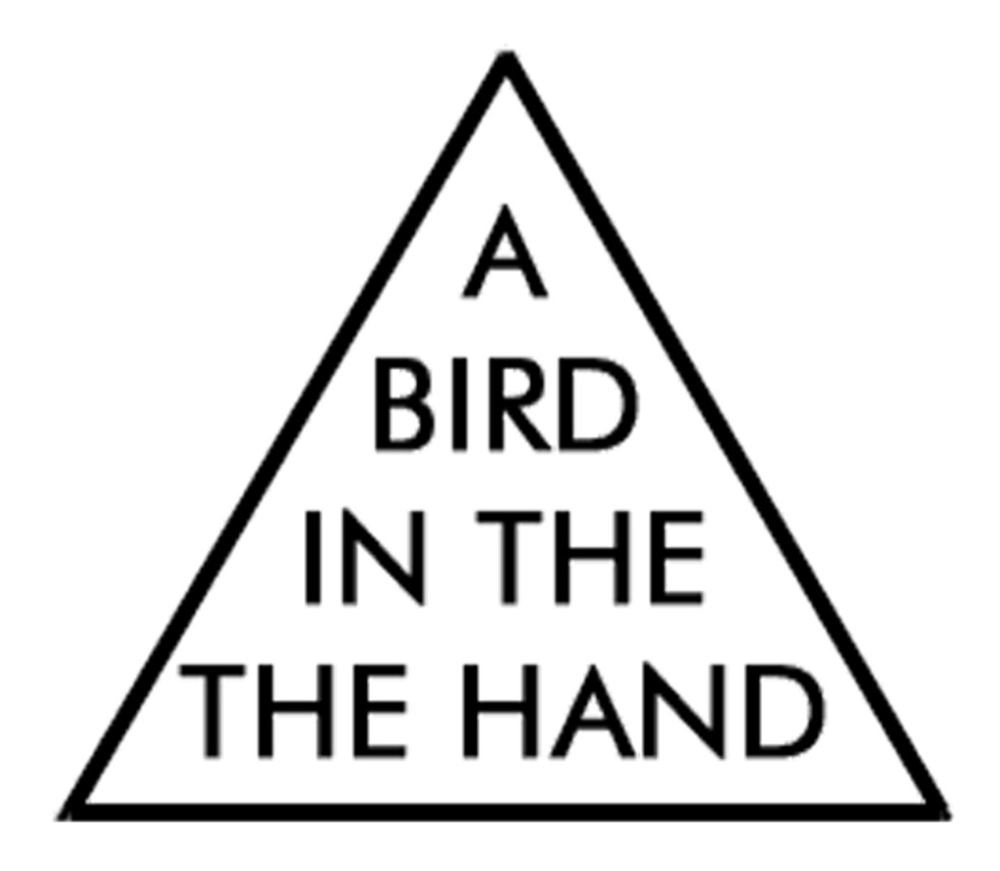 A
BIRD
IN THE
THE HAND